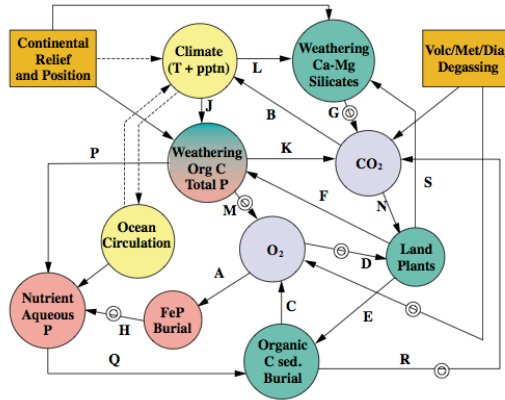 Continental
Relief
and Position
Climate
(T + pptn)
L
Weathering
Ca-Mg
Silicates
Volc/Met/Dia
Degassing
J
B
G
P
Weathering
Org C
Total P
K
CO₂
S
F
M
N
Ocean
Circulation
O₂
D
Land
Plants
A
Nutrient
Aqueous
P
H
FeP
Burial
C
E
Organic
C sed.
Burial
Q
R